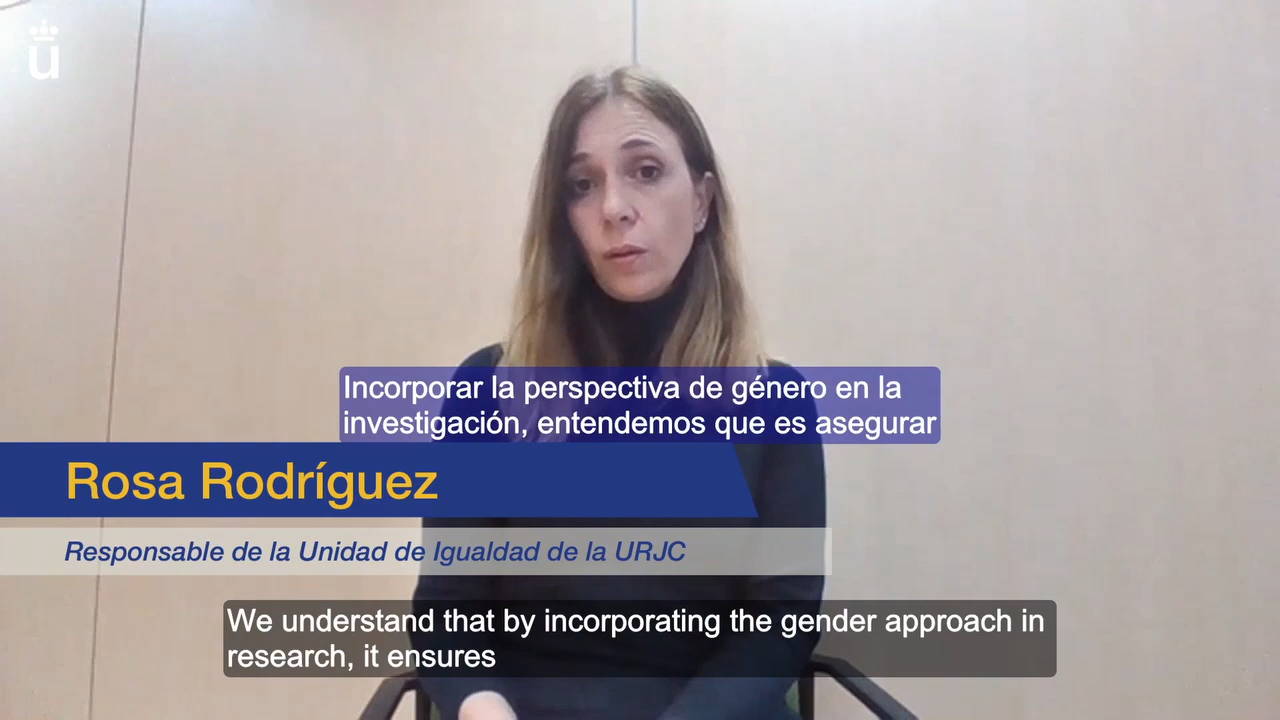 u
Incorporar la perspectiva de género en la
investigación, entendemos que es asegurar
Rosa Rodríguez
Responsable de la Unidad de Igualdad de la URJC
We understand that by incorporating the gender approach in
research, it ensures